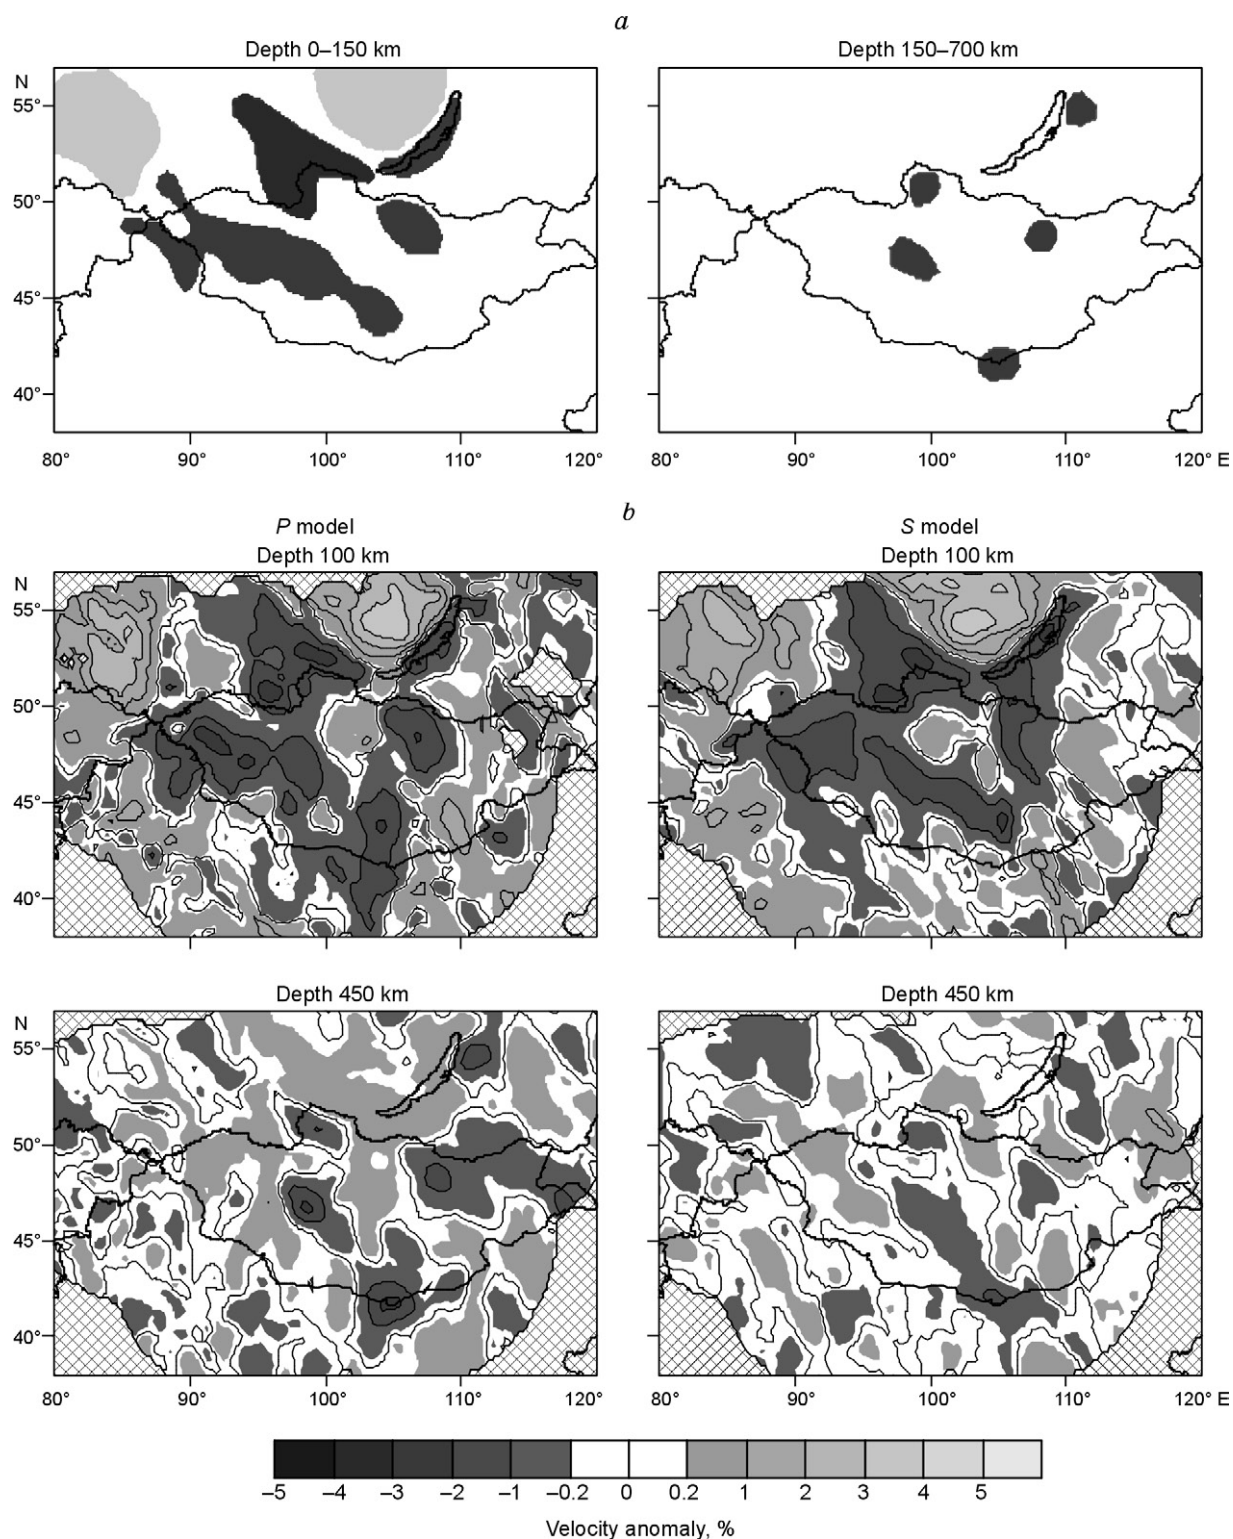 a
Depth 0–150 km
Depth 150–700 km
N
55°
50°
45°
40°
80° 90° 100° 110° 120°
80° 90° 100° 110° 120° E
b
P model
Depth 100 km
S model
Depth 100 km
N
55°
50°
45°
40°
Depth 450 km
Depth 450 km
N
55°
50°
45°
40°
80° 90° 100° 110° 120°
80° 90° 100° 110° 120° E
–5 –4 –3 –2 –1 –0.2 0 0.2 1 2 3 4 5
Velocity anomaly, %